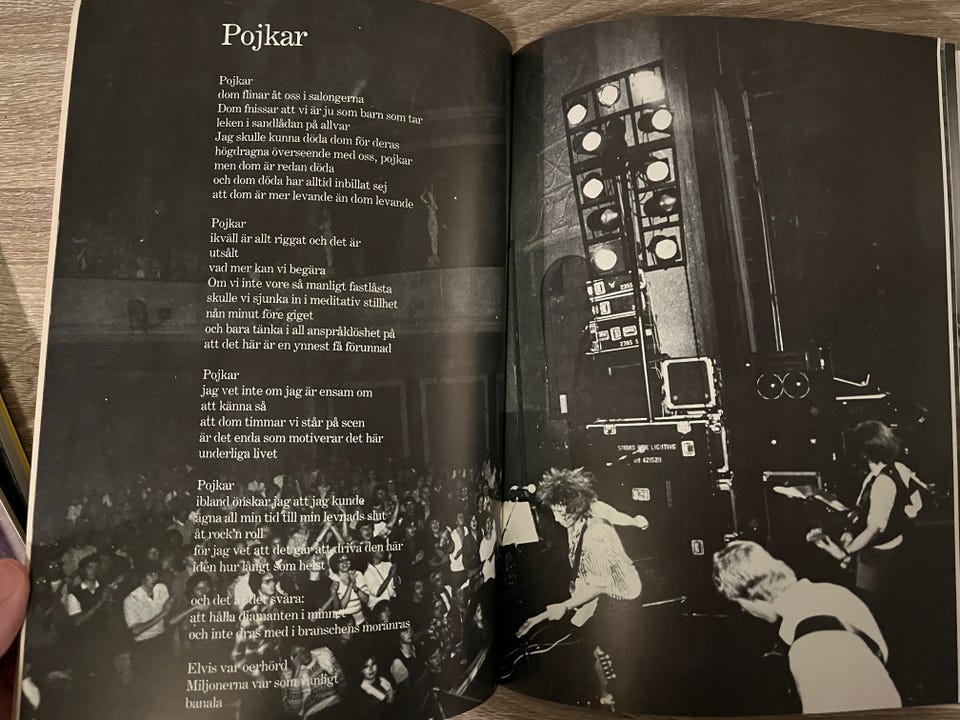 Pojkar
Pojkar
dom flinar åt oss i salongerna
Dom fnissar att vi är ju som barn som tar
leken i sandlådan på allvar
Jag skulle kunna döda dom för deras
högdragna överseende med oss, pojkar
men dom är redan döda
och dom döda har alltid inbillat sej
att dom är mer levande än dom levande
Pojkar
ikväll är allt riggat och det är
utsålt
vad mer kan vi begära
Om vi inte vore så manligt fastlåsta
skulle vi sjunka in i meditativ stillhet
nån minut före giget
och bara tänka i all anspråklöshet på
att det här är en ynnest få förunnad
Pojkar
jag vet inte om jag är ensam om
att känna så
att dom timmar vi står på scen
är det enda som motiverar det här
underliga livet
Pojkar
ibland önskar jag att jag kunde
ägna all min tid till min levnads slut
åt rock'n roll
för jag vet att det går att driva den här
idén hur långt som helst
och det är det svåra:
att hålla diamanten i minnet
och inte dras med i branschens moränras
Elvis var oerhörd
Miljonerna var som vanligt
banala
2355
2765 5
LIGHTING